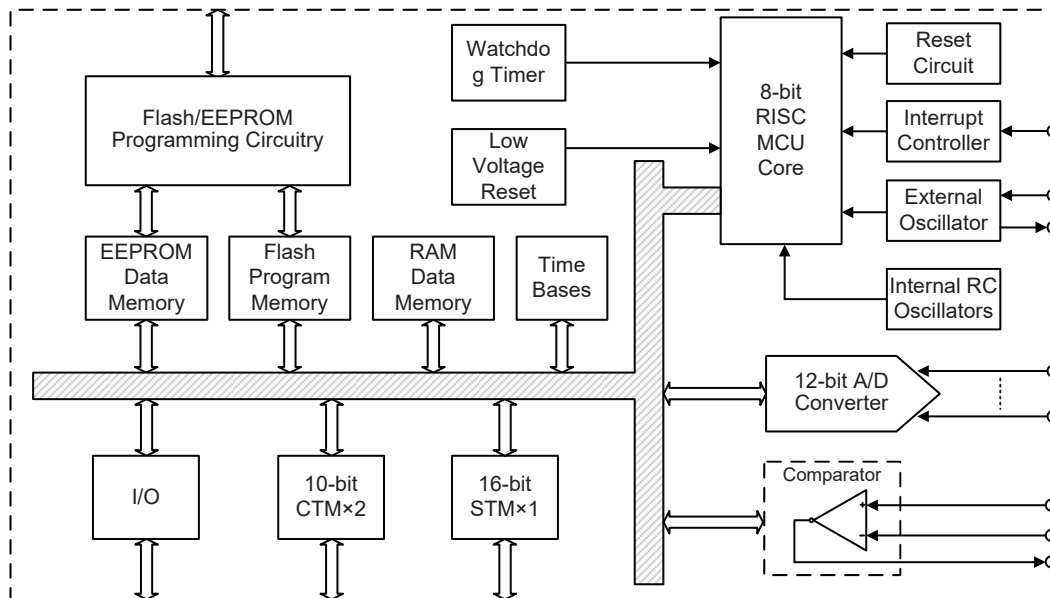 Watchdo
g Timer
Low
Voltage
Reset
8-bit
RISC
MCU
Core
Reset
Circuit
Interrupt
Controller
External
Oscillator
Internal RC
Oscillators
Flash/EEPROM
Programming Circuitry
EEPROM
Data
Memory
Flash
Program
Memory
RAM
Data
Memory
Time
Bases
12-bit A/D
Converter
I/O
10-bit
CTM×2
16-bit
STM×1
Comparator
+
−